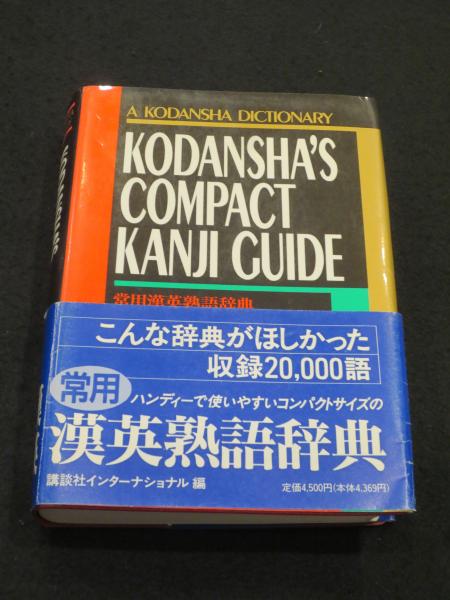 A KODANSHA DICTIONARY
KODANSHA'S
COMPACT
KANJI GUIDE
常用漢英熟語辞典
こんな辞典がほしかった
収録20,000語
常用
ハンディーで使いやすいコンパクトサイズの
漢英熟語辞典
講談社インターナショナル 編
定価4,500円(本体4,369円)